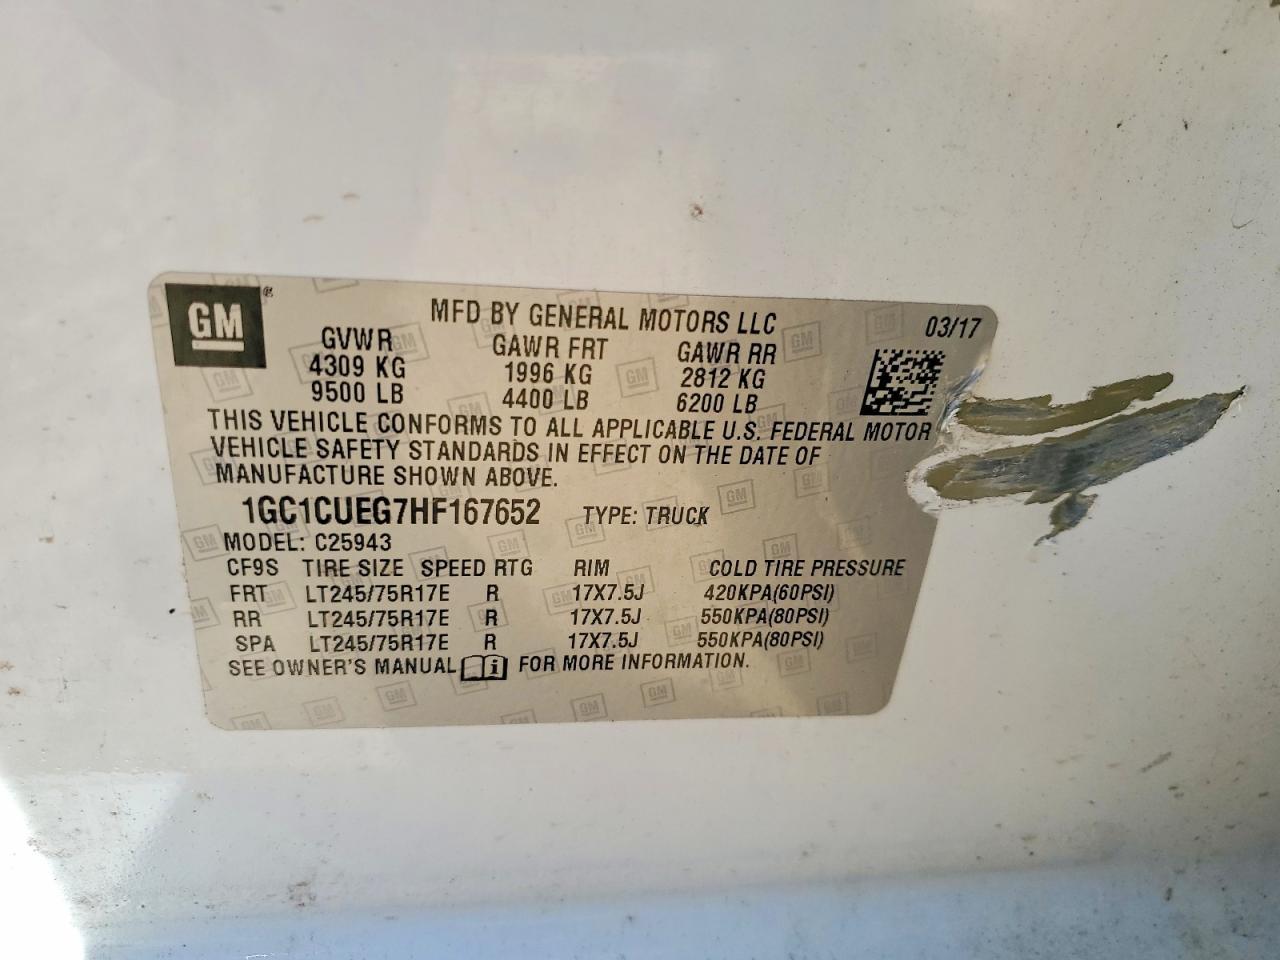 GM®
MFD BY GENERAL MOTORS LLC 03/17
GVWR GAWR FRT GAWR RR
4309 KG 1996 KG 2812 KG
9500 LB 4400 LB 6200 LB
THIS VEHICLE CONFORMS TO ALL APPLICABLE U.S. FEDERAL MOTOR
VEHICLE SAFETY STANDARDS IN EFFECT ON THE DATE OF
MANUFACTURE SHOWN ABOVE.
1GC1CUEG7HF167652 TYPE: TRUCK
MODEL: C25943
CF9S TIRE SIZE SPEED RTG RIM COLD TIRE PRESSURE
FRT LT245/75R17E R 17X7.5J 420KPA(60PSI)
RR LT245/75R17E R 17X7.5J 550KPA(80PSI)
SPA LT245/75R17E R 17X7.5J 550KPA(80PSI)
SEE OWNER'S MANUAL i FOR MORE INFORMATION.